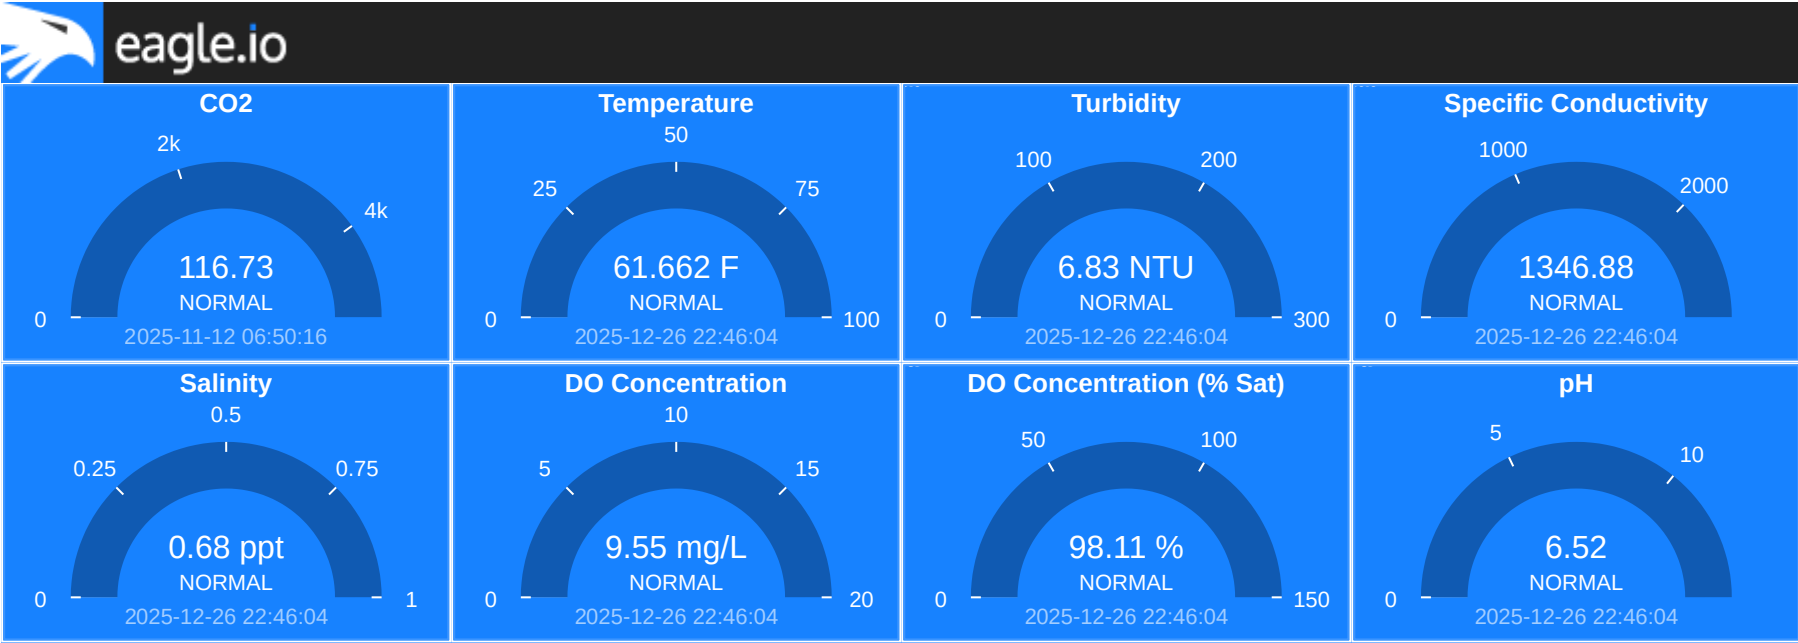 eagle.io
CO2
2k
4k
116.73
NORMAL
0
2025-11-12 06:50:16
Temperature
50
25
75
61.662 F
NORMAL
0
100
2025-12-26 22:46:04
Turbidity
100
200
6.83 NTU
NORMAL
0
300
2025-12-26 22:46:04
Specific Conductivity
1000
2000
1346.88
NORMAL
0
2025-12-26 22:46:04
Salinity
0.5
0.25
0.75
0.68 ppt
NORMAL
0
1
2025-12-26 22:46:04
DO Concentration
10
5
15
9.55 mg/L
NORMAL
0
20
2025-12-26 22:46:04
DO Concentration (% Sat)
50
100
98.11 %
NORMAL
0
150
2025-12-26 22:46:04
pH
5
10
6.52
NORMAL
0
2025-12-26 22:46:04